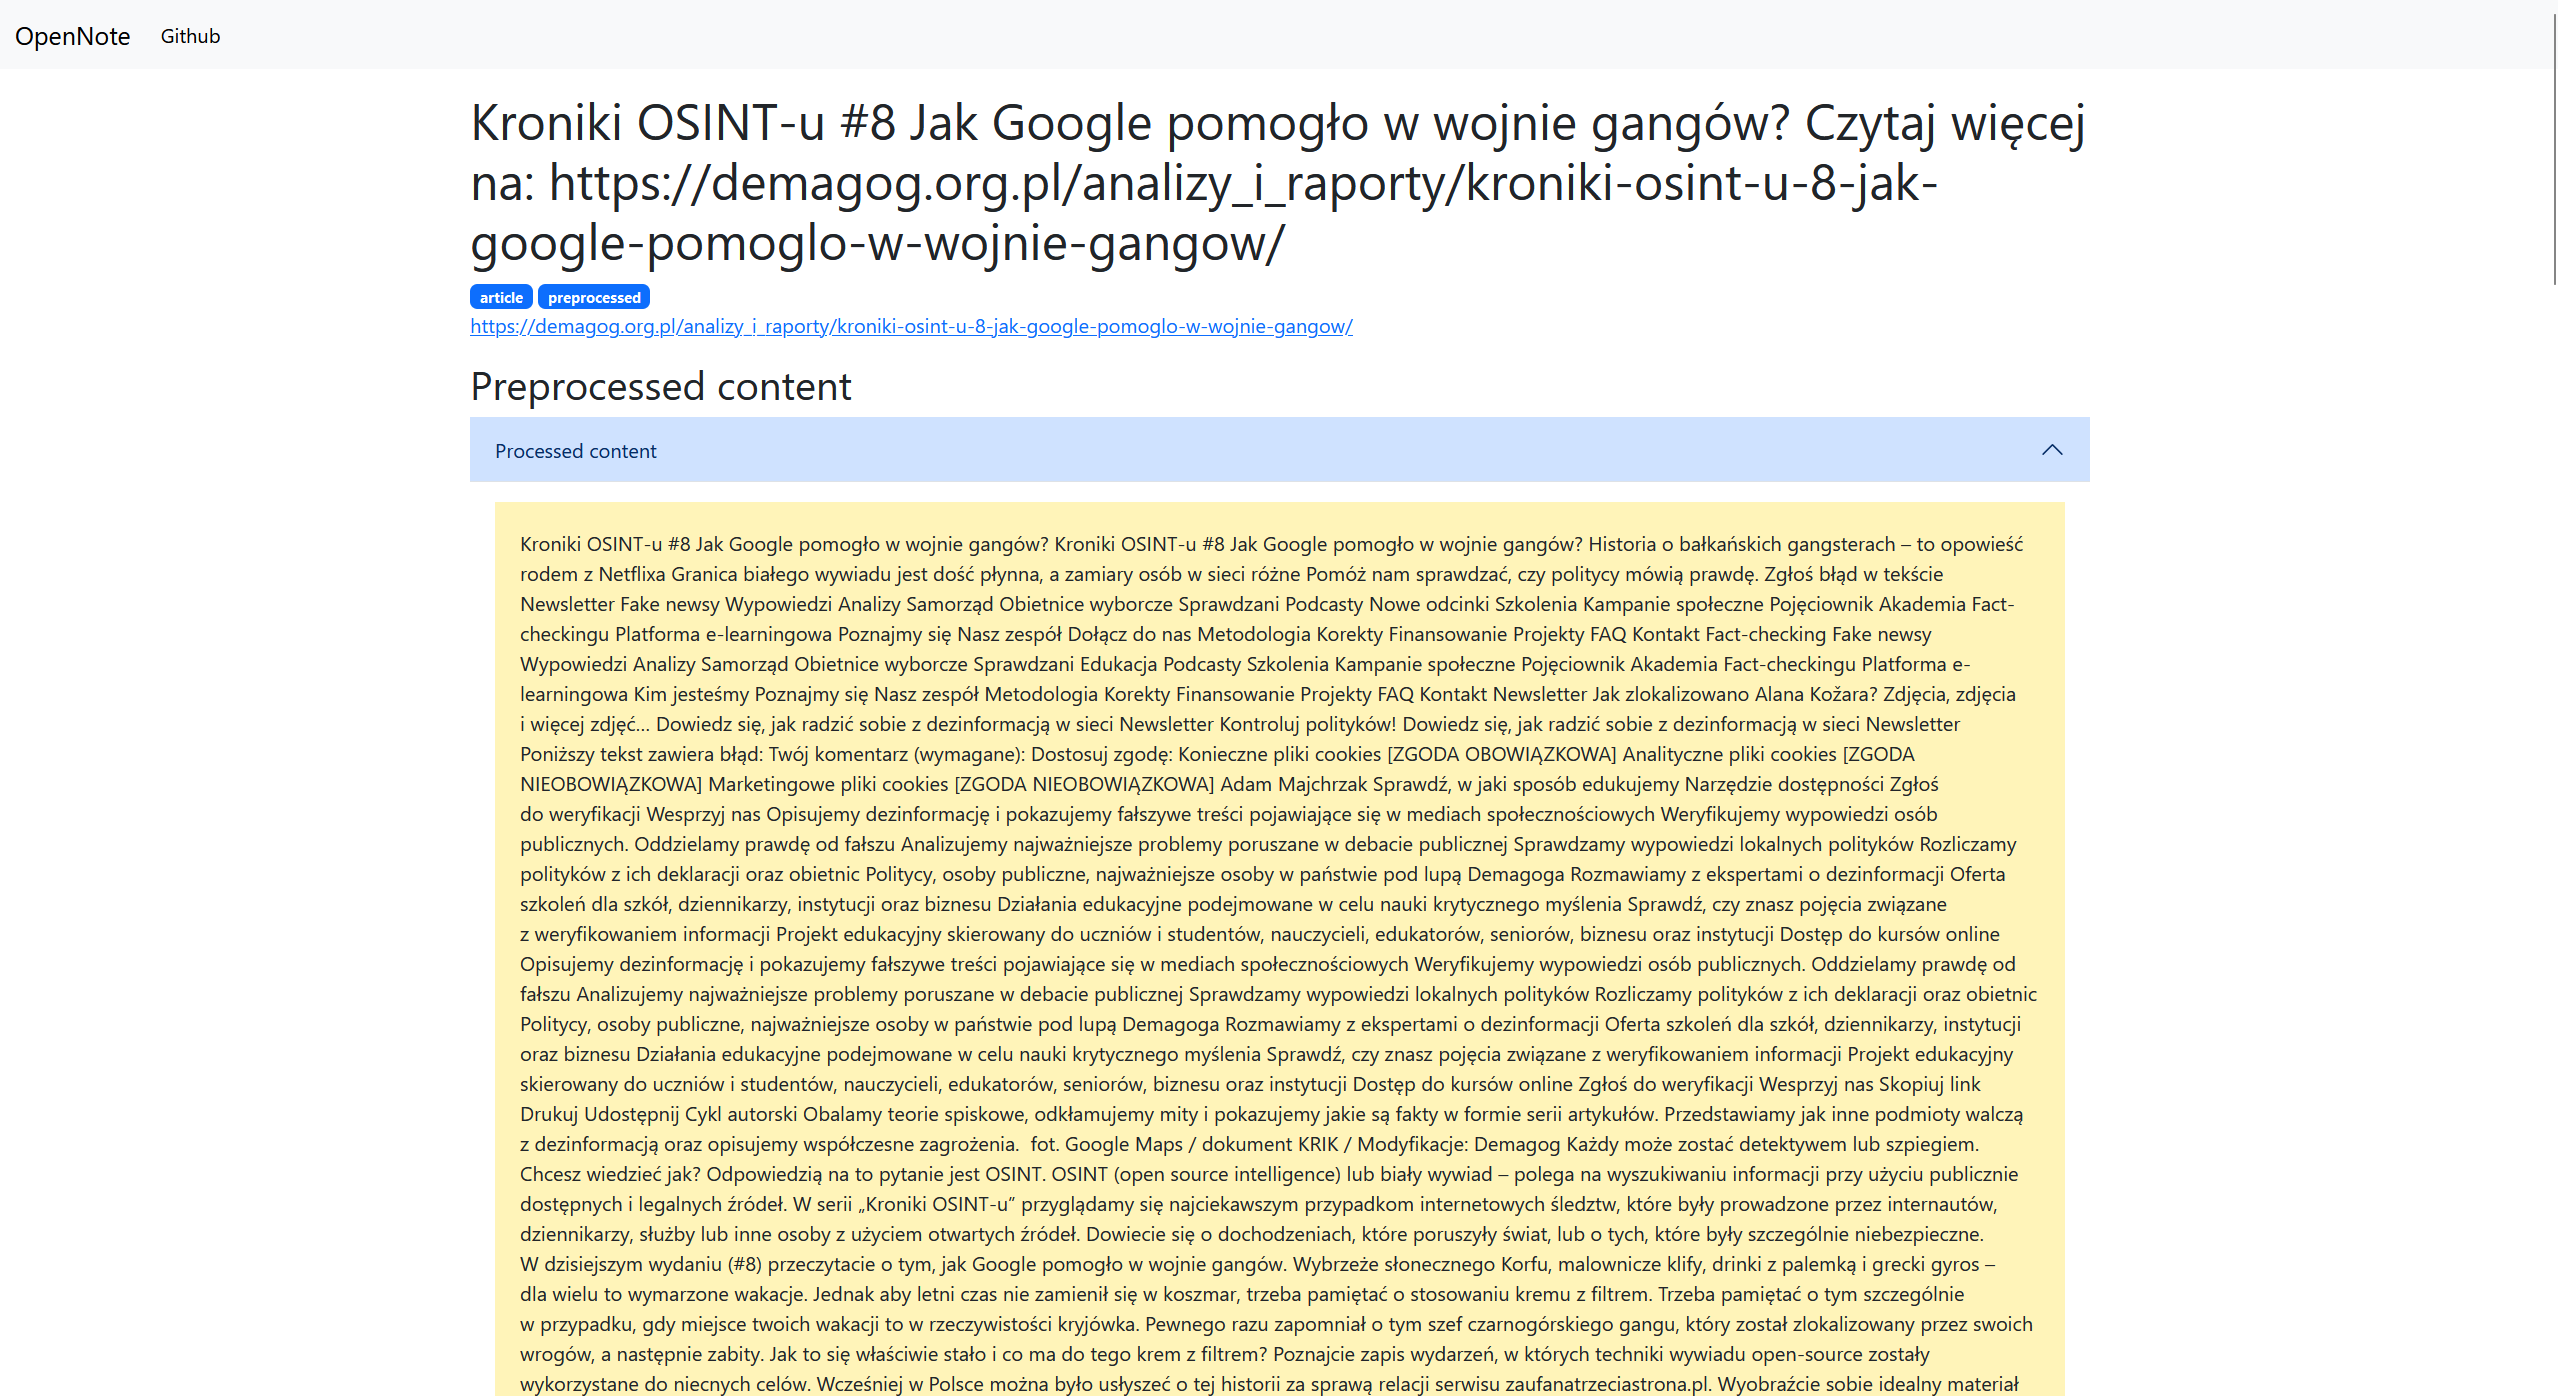 OpenNote Github
Kroniki OSINT-u #8 Jak Google pomogło w wojnie gangów? Czytaj więcej
na: https://demagog.org.pl/analizy_i_raporty/kroniki-osint-u-8-jak-
google-pomoglo-w-wojnie-gangow/
article preprocessed
https://demagog.org.pl/analizy_i_raporty/kroniki-osint-u-8-jak-google-pomoglo-w-wojnie-gangow/
Preprocessed content
Processed content
Kroniki OSINT-u #8 Jak Google pomogło w wojnie gangów? Kroniki OSINT-u #8 Jak Google pomogło w wojnie gangów? Historia o bałkańskich gangsterach – to opowieść
rodem z Netflixa Granica białego wywiadu jest dość płynna, a zamiary osób w sieci różne Pomóż nam sprawdzać, czy politycy mówią prawdę. Zgłoś błąd w tekście
Newsletter Fake newsy Wypowiedzi Analizy Samorząd Obietnice wyborcze Sprawdzani Podcasty Nowe odcinki Szkolenia Kampanie społeczne Pojęciownik Akademia Fact-
checkingu Platforma e-learningowa Poznajmy się Nasz zespół Dołącz do nas Metodologia Korekty Finansowanie Projekty FAQ Kontakt Fact-checking Fake newsy
Wypowiedzi Analizy Samorząd Obietnice wyborcze Sprawdzani Edukacja Podcasty Szkolenia Kampanie społeczne Pojęciownik Akademia Fact-checkingu Platforma e-
learningowa Kim jesteśmy Poznajmy się Nasz zespół Metodologia Korekty Finansowanie Projekty FAQ Kontakt Newsletter Jak zlokalizowano Alana Kožara? Zdjęcia, zdjęcia
i więcej zdjęć... Dowiedz się, jak radzić sobie z dezinformacją w sieci Newsletter Kontroluj polityków! Dowiedz się, jak radzić sobie z dezinformacją w sieci Newsletter
Poniższy tekst zawiera błąd: Twój komentarz (wymagane): Dostosuj zgodę: Konieczne pliki cookies [ZGODA OBOWIĄZKOWA] Analityczne pliki cookies [ZGODA
NIEOBOWIĄZKOWA] Marketingowe pliki cookies [ZGODA NIEOBOWIĄZKOWA] Adam Majchrzak Sprawdź, w jaki sposób edukujemy Narzędzie dostępności Zgłoś
do weryfikacji Wesprzyj nas Opisujemy dezinformację i pokazujemy fałszywe treści pojawiające się w mediach społecznościowych Weryfikujemy wypowiedzi osób
publicznych. Oddzielamy prawdę od fałszu Analizujemy najważniejsze problemy poruszane w debacie publicznej Sprawdzamy wypowiedzi lokalnych polityków Rozliczamy
polityków z ich deklaracji oraz obietnic Politycy, osoby publiczne, najważniejsze osoby w państwie pod lupą Demagoga Rozmawiamy z ekspertami o dezinformacji Oferta
szkoleń dla szkół, dziennikarzy, instytucji oraz biznesu Działania edukacyjne podejmowane w celu nauki krytycznego myślenia Sprawdź, czy znasz pojęcia związane
z weryfikowaniem informacji Projekt edukacyjny skierowany do uczniów i studentów, nauczycieli, edukatorów, seniorów, biznesu oraz instytucji Dostęp do kursów online
Opisujemy dezinformację i pokazujemy fałszywe treści pojawiające się w mediach społecznościowych Weryfikujemy wypowiedzi osób publicznych. Oddzielamy prawdę od
fałszu Analizujemy najważniejsze problemy poruszane w debacie publicznej Sprawdzamy wypowiedzi lokalnych polityków Rozliczamy polityków z ich deklaracji oraz obietnic
Politycy, osoby publiczne, najważniejsze osoby w państwie pod lupą Demagoga Rozmawiamy z ekspertami o dezinformacji Oferta szkoleń dla szkół, dziennikarzy, instytucji
oraz biznesu Działania edukacyjne podejmowane w celu nauki krytycznego myślenia Sprawdź, czy znasz pojęcia związane z weryfikowaniem informacji Projekt edukacyjny
skierowany do uczniów i studentów, nauczycieli, edukatorów, seniorów, biznesu oraz instytucji Dostęp do kursów online Zgłoś do weryfikacji Wesprzyj nas Skopiuj link
Drukuj Udostępnij Cykl autorski Obalamy teorie spiskowe, odkłamujemy mity i pokazujemy jakie są fakty w formie serii artykułów. Przedstawiamy jak inne podmioty walczą
z dezinformacją oraz opisujemy współczesne zagrożenia.  fot. Google Maps / dokument KRIK / Modyfikacje: Demagog Każdy może zostać detektywem lub szpiegiem.
Chcesz wiedzieć jak? Odpowiedzią na to pytanie jest OSINT. OSINT (open source intelligence) lub biały wywiad – polega na wyszukiwaniu informacji przy użyciu publicznie
dostępnych i legalnych źródeł. W serii „Kroniki OSINT-u” przyglądamy się najciekawszym przypadkom internetowych śledztw, które były prowadzone przez internautów,
dziennikarzy, służby lub inne osoby z użyciem otwartych źródeł. Dowiecie się o dochodzeniach, które poruszyły świat, lub o tych, które były szczególnie niebezpieczne.
W dzisiejszym wydaniu (#8) przeczytacie o tym, jak Google pomogło w wojnie gangów. Wybrzeże słonecznego Korfu, malownicze klify, drinki z palemką i grecki gyros –
dla wielu to wymarzone wakacje. Jednak aby letni czas nie zamienił się w koszmar, trzeba pamiętać o stosowaniu kremu z filtrem. Trzeba pamiętać o tym szczególnie
w przypadku, gdy miejsce twoich wakacji to w rzeczywistości kryjówka. Pewnego razu zapomniał o tym szef czarnogórskiego gangu, który został zlokalizowany przez swoich
wrogów, a następnie zabity. Jak to się właściwie stało i co ma do tego krem z filtrem? Poznajcie zapis wydarzeń, w których techniki wywiadu open-source zostały
wykorzystane do niecnych celów. Wcześniej w Polsce można było usłyszeć o tej historii za sprawą relacji serwisu zaufanatrzeciastrona.pl. Wyobraźcie sobie idealny materiał